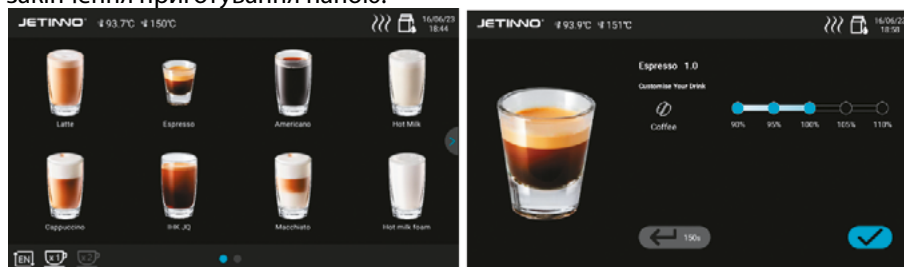 закінчення приготування напою.
JETINNO 93.7℃ 150℃ 16/06/23
18:44
Latte Espresso Americano Hot Milk
Cappuccino IHK JQ Macchiato Hot milk foam
EN x1 x2
JETINNO 93.9℃ 151℃ 16/06/23
18:58
Espresso 1.0
Customise Your Drink
Coffee
90% 95% 100% 105% 110%
150s